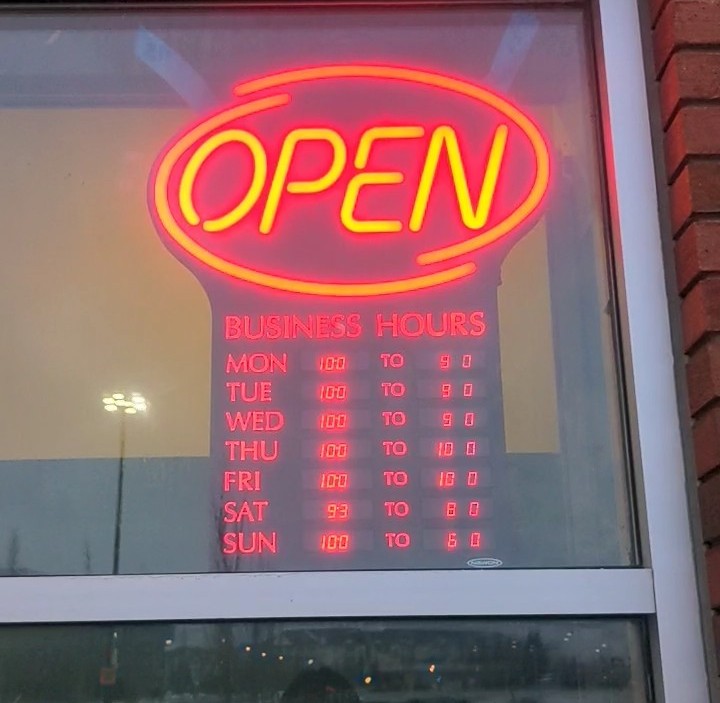 OPEN
BUSINESS HOURS
MON 100 TO 9 0
TUE 100 TO 9 0
WED 100 TO 9 0
THU 100 TO 10 0
FRI 100 TO 10 0
SAT 93 TO 8 0
SUN 100 TO 6 0